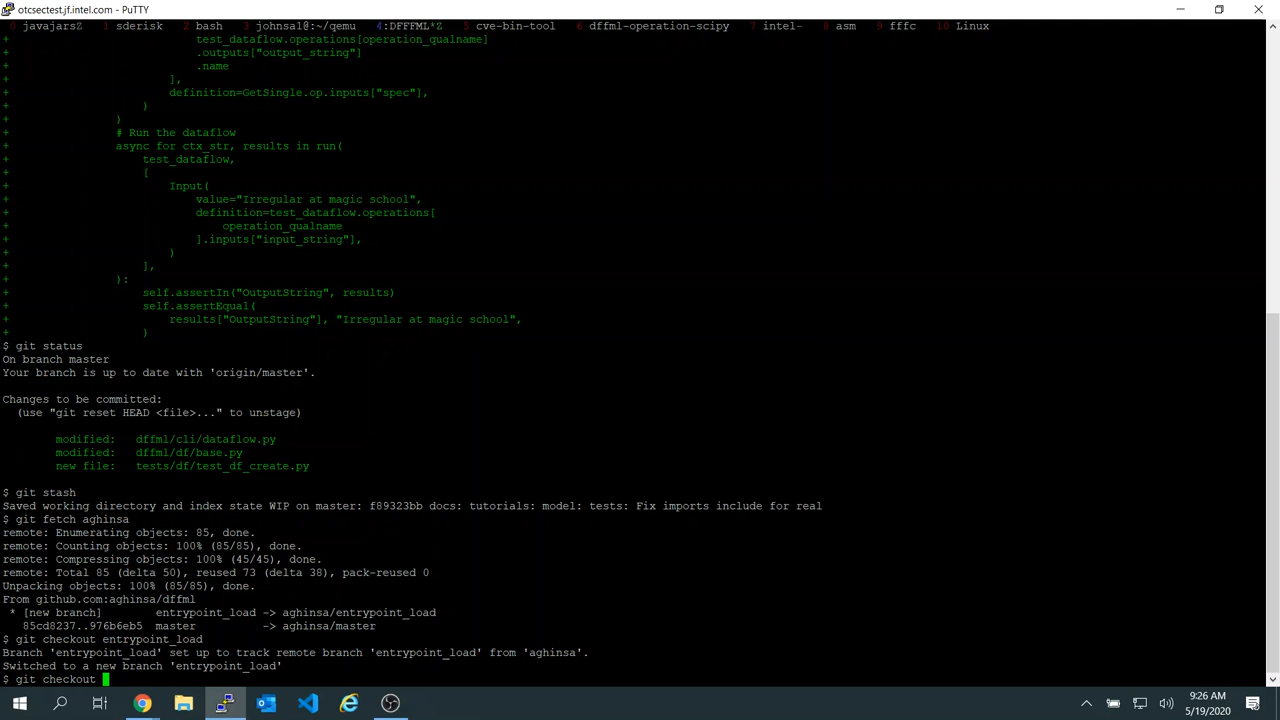 otcsectest.jf.intel.com - PuTTY
0 javajarsZ 1 sderisk 2 bash 3 johnsa1@:~/qemu 4:DFFFML*Z 5 cve-bin-tool 6 dffml-operation-scipy 7 intel- 8 asm 9 fffc 10 Linux
+ test_dataflow.operations[operation_qualname]
+ .outputs["output_string"]
+ .name
+ ],
+ definition=GetSingle.op.inputs["spec"],
+ )
+ )
+ # Run the dataflow
+ async for ctx_str, results in run(
+ test_dataflow,
+ [
+ Input(
+ value="Irregular at magic school",
+ definition=test_dataflow.operations[
+ operation_qualname
+ ].inputs["input_string"],
+ )
+ ],
+ ):
+ self.assertIn("OutputString", results)
+ self.assertEqual(
+ results["OutputString"], "Irregular at magic school",
+ )
$ git status
On branch master
Your branch is up to date with 'origin/master'.
Changes to be committed:
(use "git reset HEAD <file>..." to unstage)
modified: dffml/cli/dataflow.py
modified: dffml/df/base.py
new file: tests/df/test_df_create.py
$ git stash
Saved working directory and index state WIP on master: f89323bb docs: tutorials: model: tests: Fix imports include for real
$ git fetch aghinsa
remote: Enumerating objects: 85, done.
remote: Counting objects: 100% (85/85), done.
remote: Compressing objects: 100% (45/45), done.
remote: Total 85 (delta 50), reused 73 (delta 38), pack-reused 0
Unpacking objects: 100% (85/85), done.
From github.com:aghinsa/dffml
* [new branch] entrypoint_load -> aghinsa/entrypoint_load
85cd8237..976b6eb5 master -> aghinsa/master
$ git checkout entrypoint_load
Branch 'entrypoint_load' set up to track remote branch 'entrypoint_load' from 'aghinsa'.
Switched to a new branch 'entrypoint_load'
$ git checkout
9:26 AM
5/19/2020